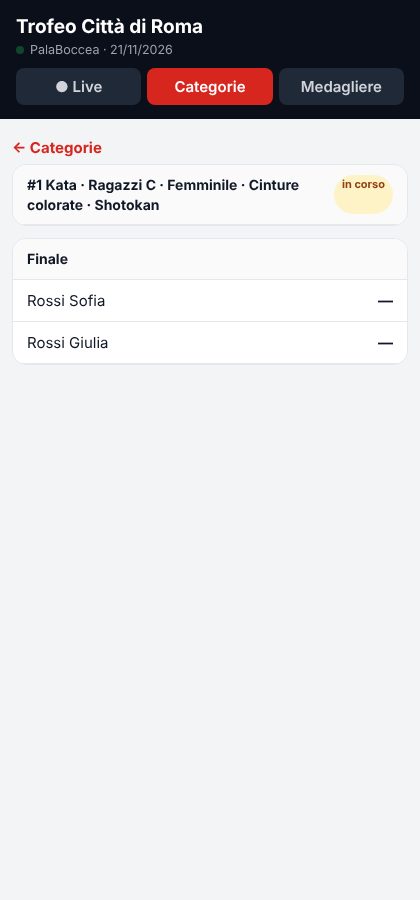 Trofeo Città di Roma
PalaBoccea · 21/11/2026
Live
Categorie
Medagliere
← Categorie
#1 Kata · Ragazzi C · Femminile · Cinture
colorate · Shotokan
in corso
Finale
Rossi Sofia —
Rossi Giulia —